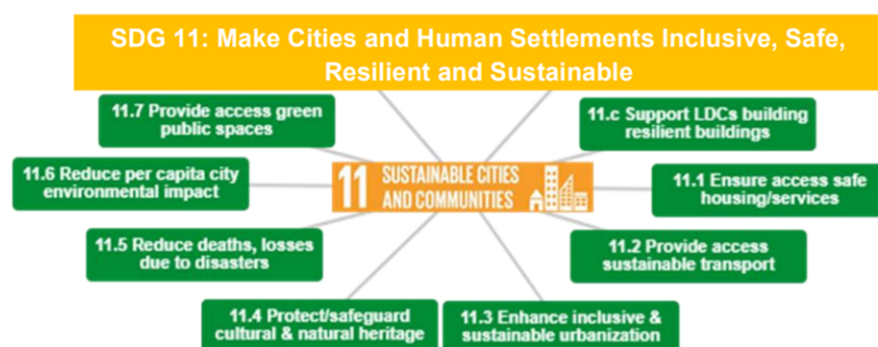 SDG 11: Make Cities and Human Settlements Inclusive, Safe,
Resilient and Sustainable
11.7 Provide access green
public spaces
11.c Support LDCs building
resilient buildings
11.6 Reduce per capita city
environmental impact
11
SUSTAINABLE CITIES
AND COMMUNITIES
11.1 Ensure access safe
housing/services
11.5 Reduce deaths, losses
due to disasters
11.2 Provide access
sustainable transport
11.4 Protect/safeguard
cultural & natural heritage
11.3 Enhance inclusive &
sustainable urbanization